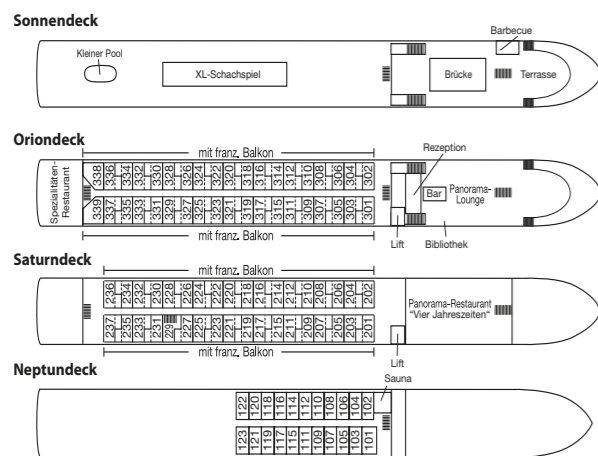 Sonnendeck
Barbecue
Kleiner Pool
XL-Schachspiel
Brücke
Terrasse
Oriondeck
mit franz. Balkon
Rezeption
Spezialitäten-
Restaurant
338 336 334 332 330 328 326 324 322 320 318 316 314 312 310 308 306 304 302
339 337 335 333 331 329 327 325 323 321 319 317 315 311 309 307 305 303 301
Bar
Panorama-
Lounge
Lift
Bibliothek
Saturndeck
mit franz. Balkon
236 234 232 230 228 226 224 222 220 218 216 214 212 210 208 206 204 202
237 235 233 231 229 227 225 223 221 219 217 215 211 209 207 205 203 201
Panorama-Restaurant
"Vier Jahreszeiten"
mit franz. Balkon
Lift
Neptundeck
Sauna
122 120 118 116 114 112 110 108 106 104 102
123 121 119 117 115 111 109 107 105 103 101